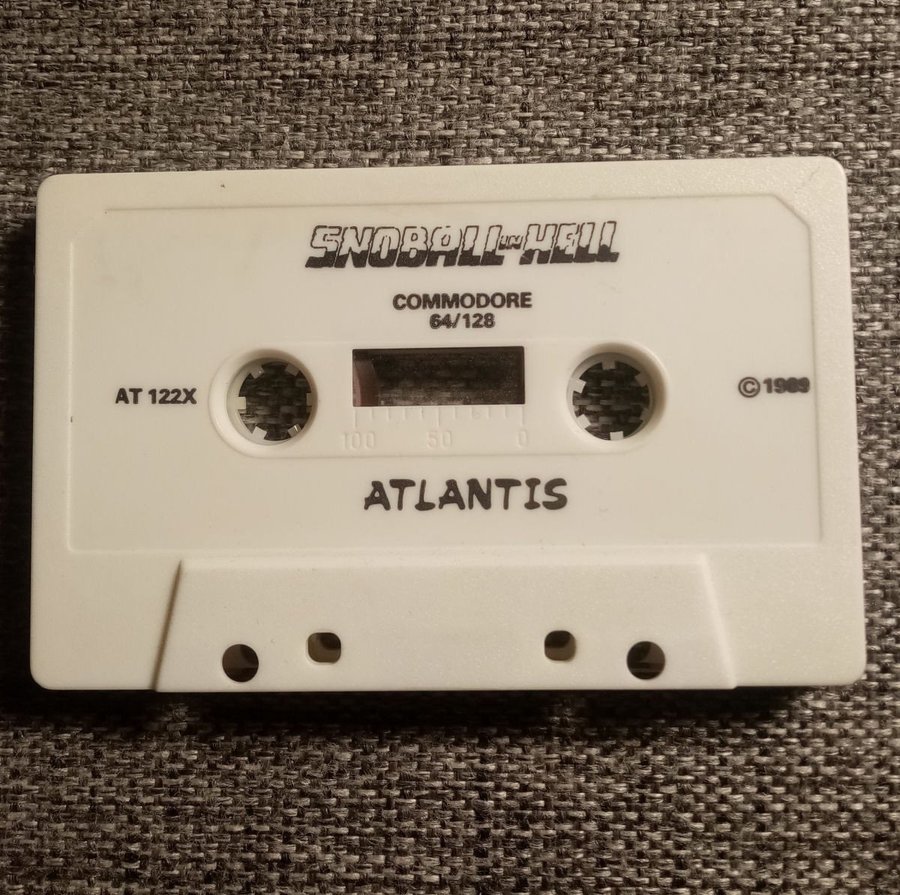 SNOBALL IN HELL
COMMODORE
64/128
AT 122X
© 1989
100 50 0
ATLANTIS